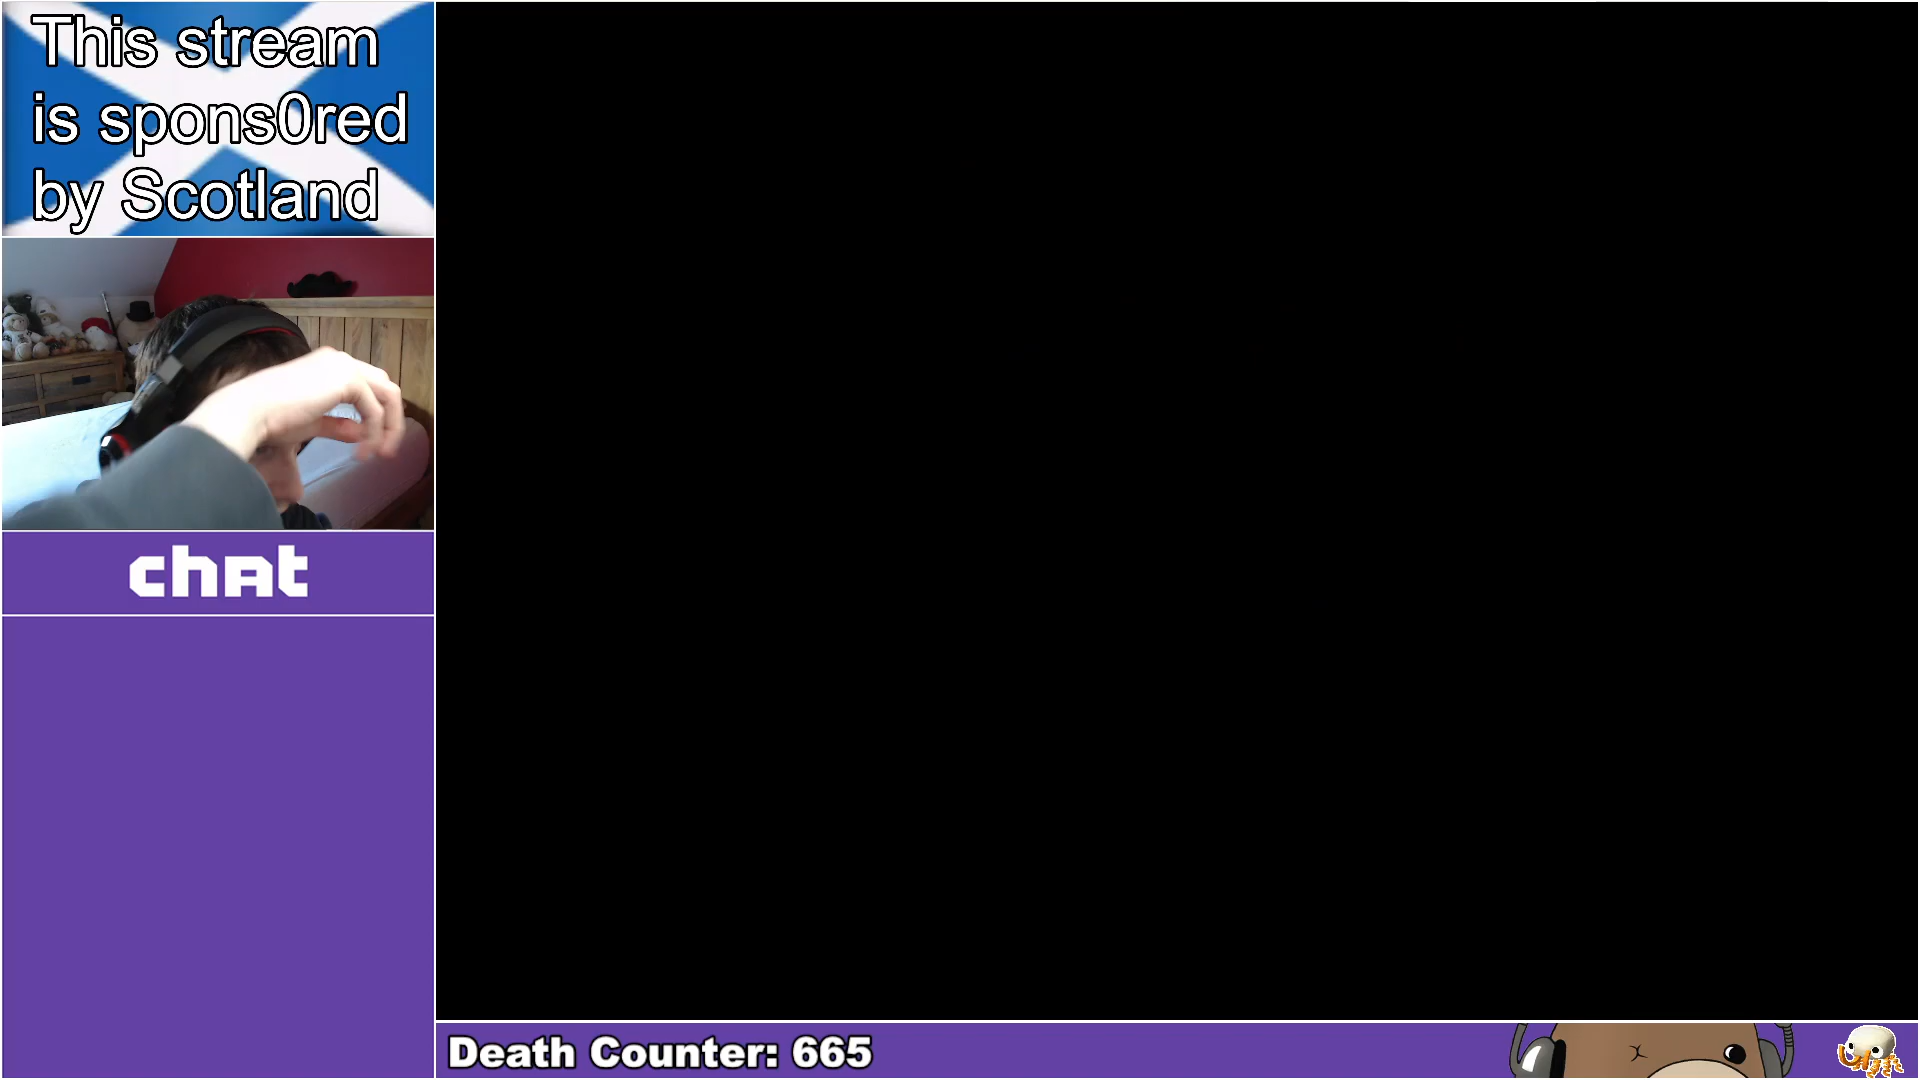 This stream
is spons0red
by Scotland
chat
Death Counter: 665